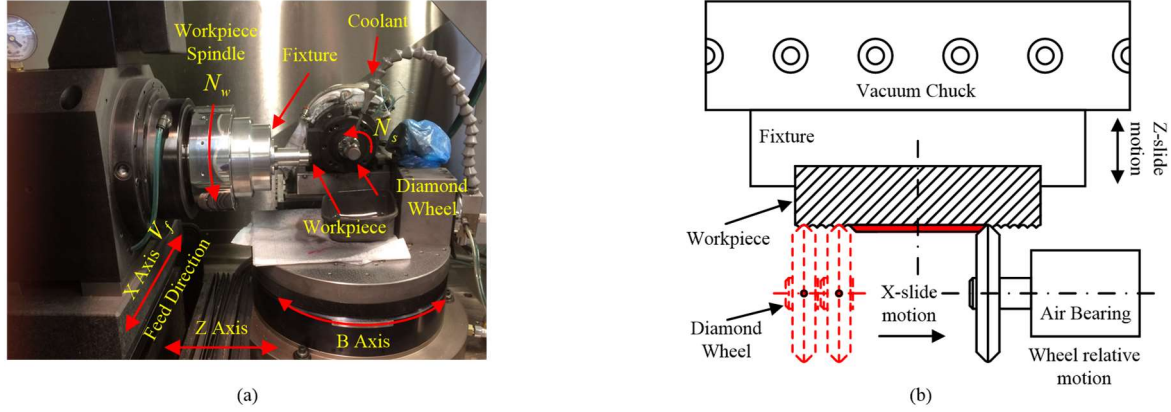 Workpiece
Spindle
N_w
Fixture
Coolant
N_s
Diamond
Wheel
Workpiece
X Axis V_f
Feed Direction
Z Axis
B Axis
(a)
Vacuum Chuck
Fixture
Z-slide
motion
Workpiece
X-slide
motion
Diamond
Wheel
Air Bearing
Wheel relative
motion
(b)